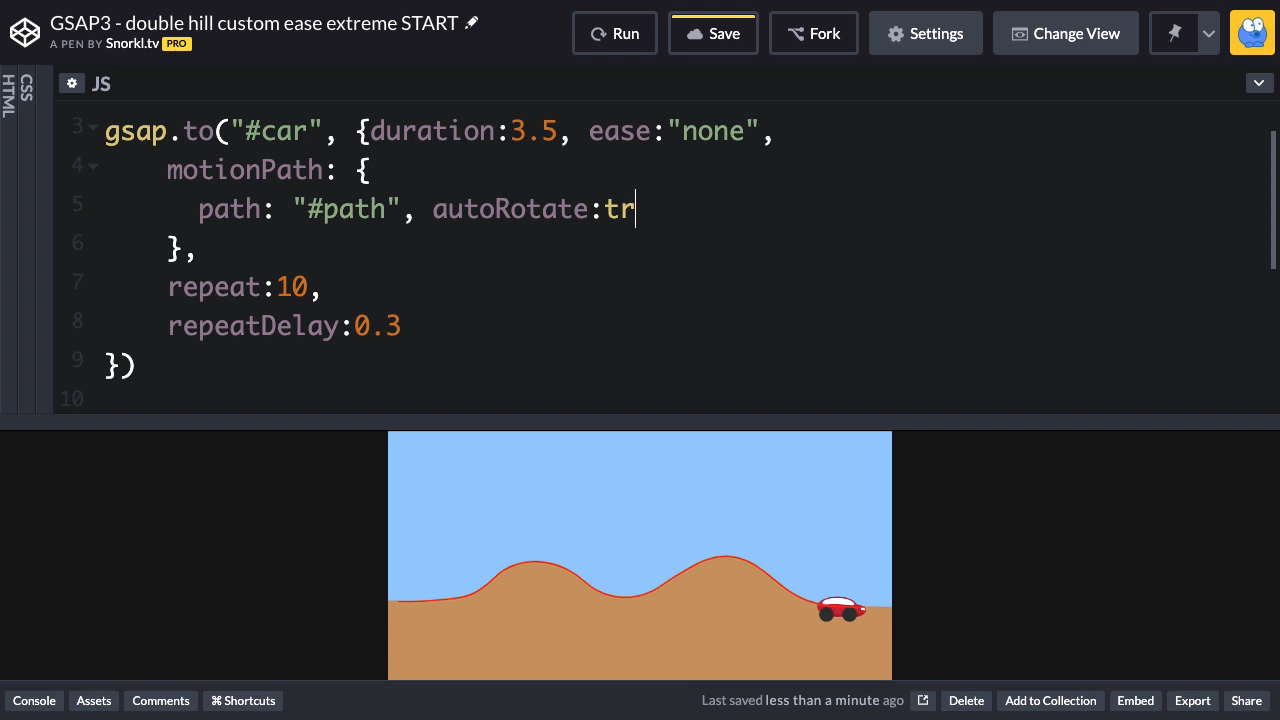 GSAP3 - double hill custom ease extreme START
A PEN BY Snorkl.tv PRO
Run
Save
Fork
Settings
Change View
HTML
CSS
JS
3 gsap.to("#car", {duration:3.5, ease:"none",
4 motionPath: {
5 path: "#path", autoRotate:tr
6 },
7 repeat:10,
8 repeatDelay:0.3
9 })
10
Console
Assets
Comments
⌘ Shortcuts
Last saved less than a minute ago
Delete
Add to Collection
Embed
Export
Share